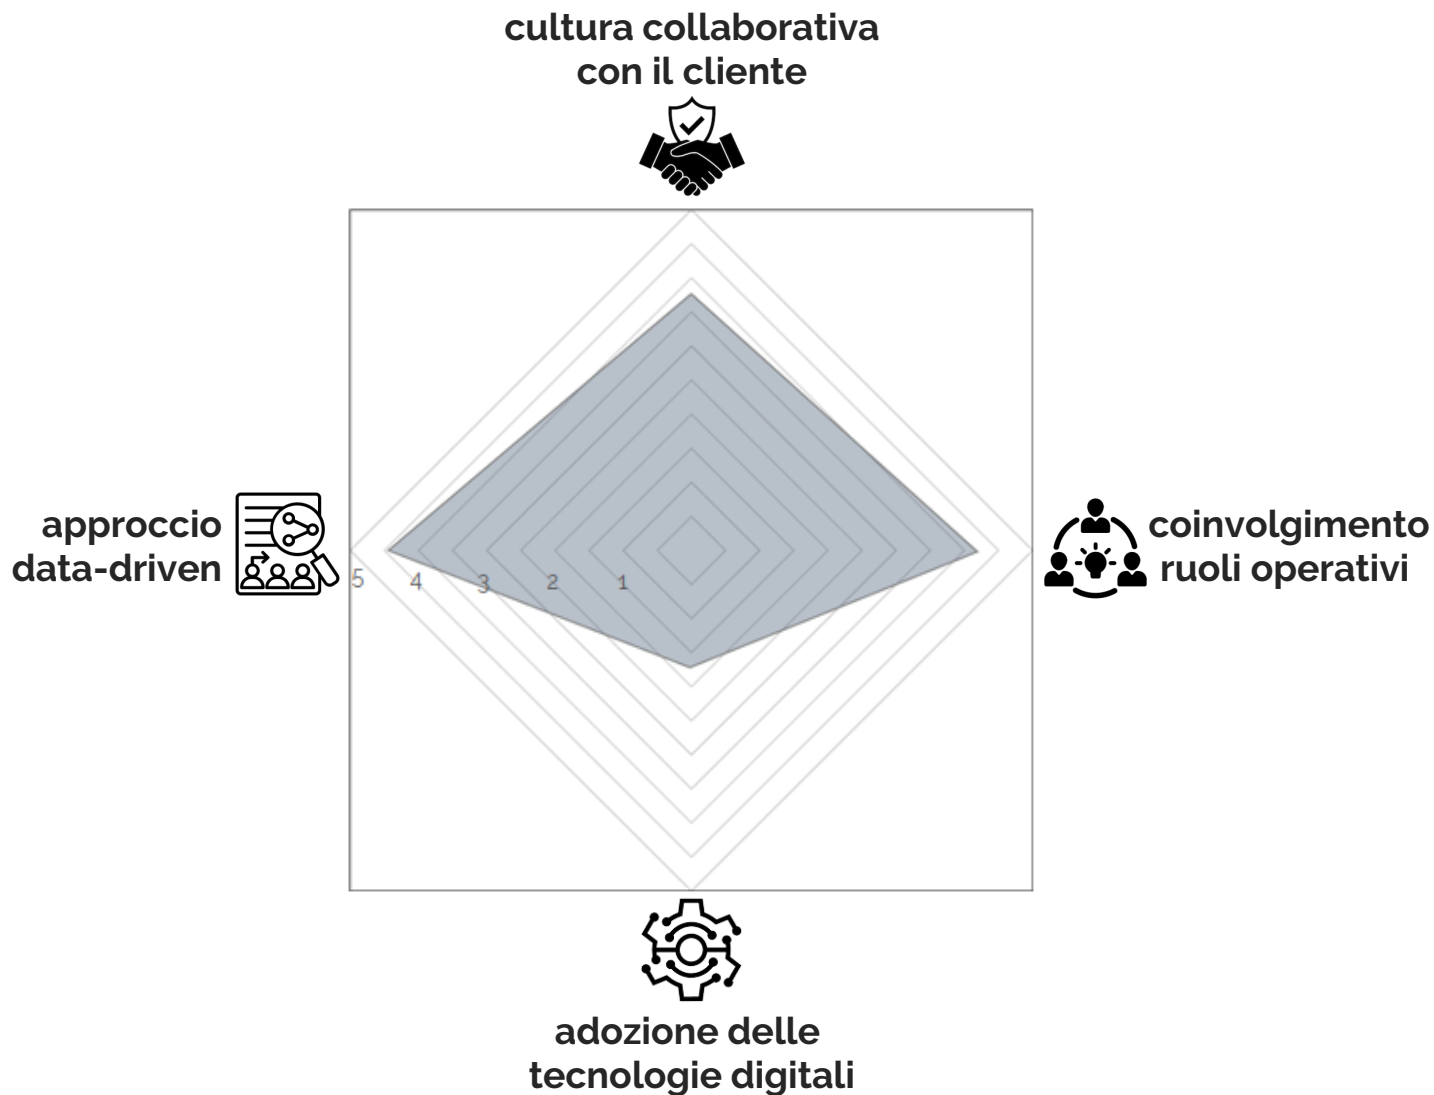 cultura collaborativa
con il cliente
approccio
data-driven
coinvolgimento
ruoli operativi
5 4 3 2 1
adozione delle
tecnologie digitali